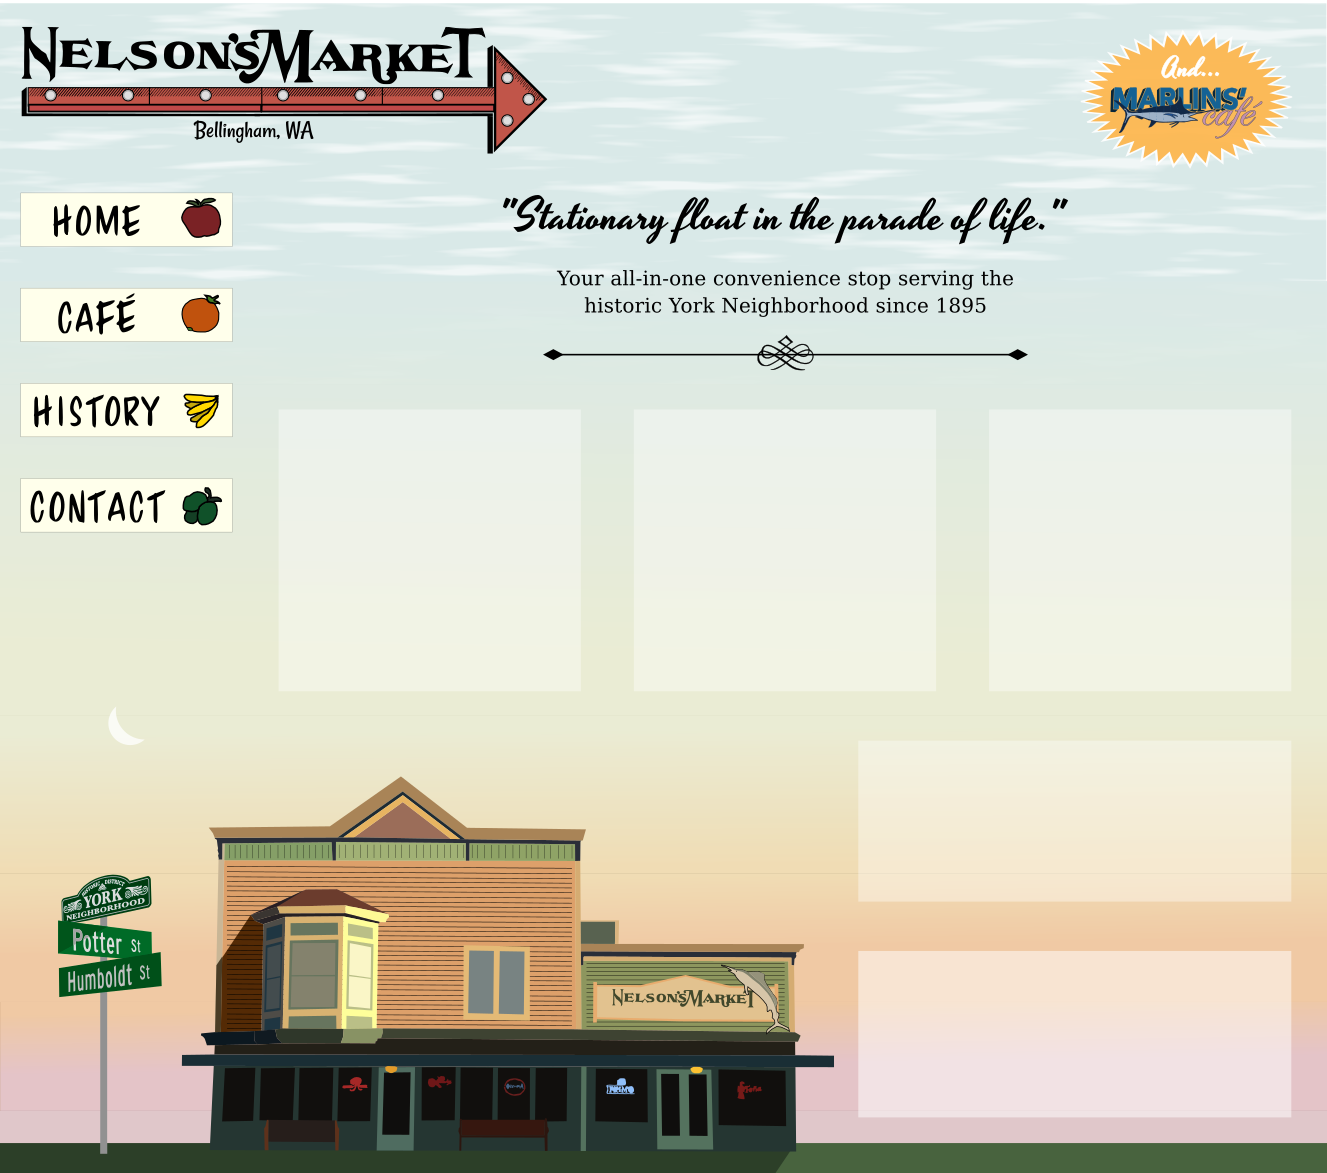 NELSON'S MARKET
Bellingham, WA
And...
MARLINS'
café
HOME
CAFÉ
HISTORY
CONTACT
"Stationary float in the parade of life."
Your all-in-one convenience stop serving the
historic York Neighborhood since 1895
HISTORIC DISTRICT
YORK
NEIGHBORHOOD
Potter St
Humboldt St
NELSON'S MARKET